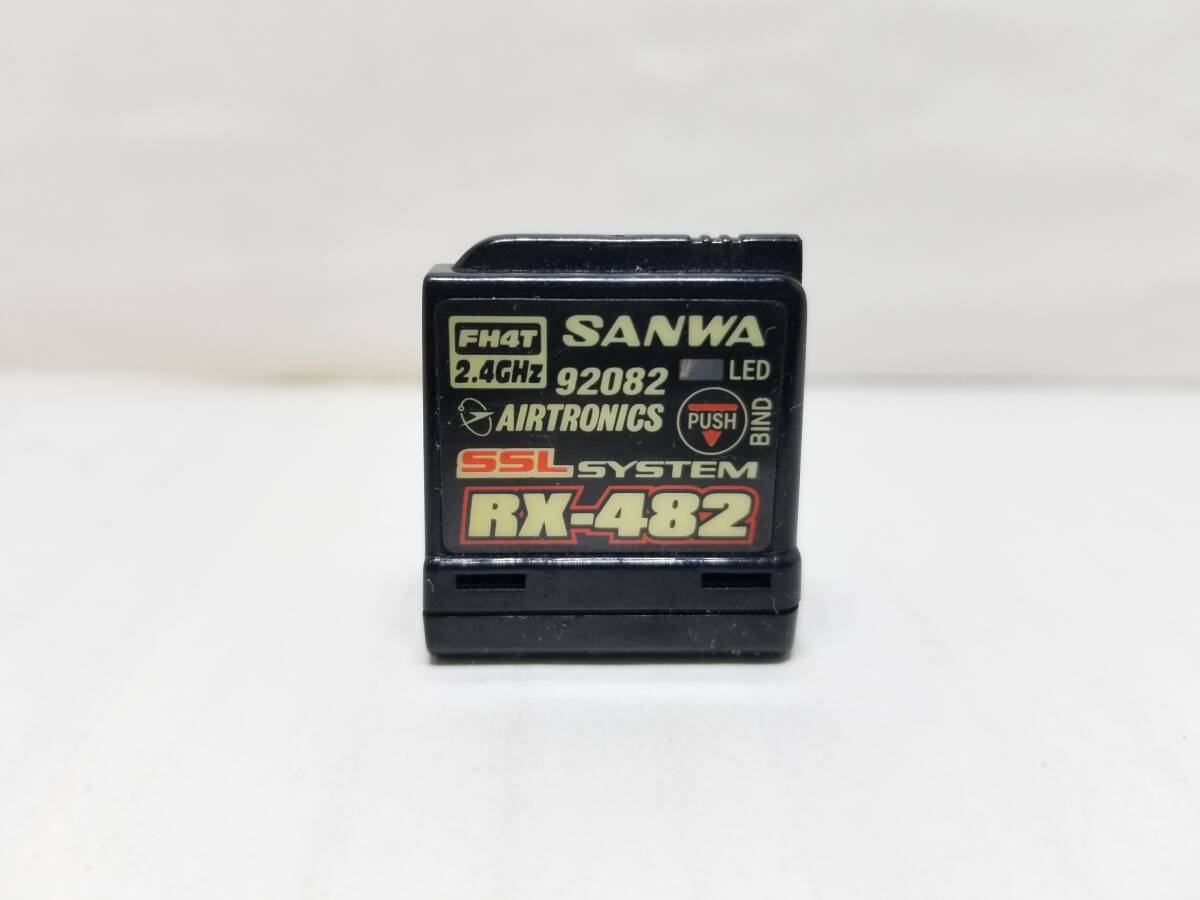 FH4T SANWA
2.4GHz 92082 LED
AIRTRONICS PUSH BIND
SSL SYSTEM
RX-482